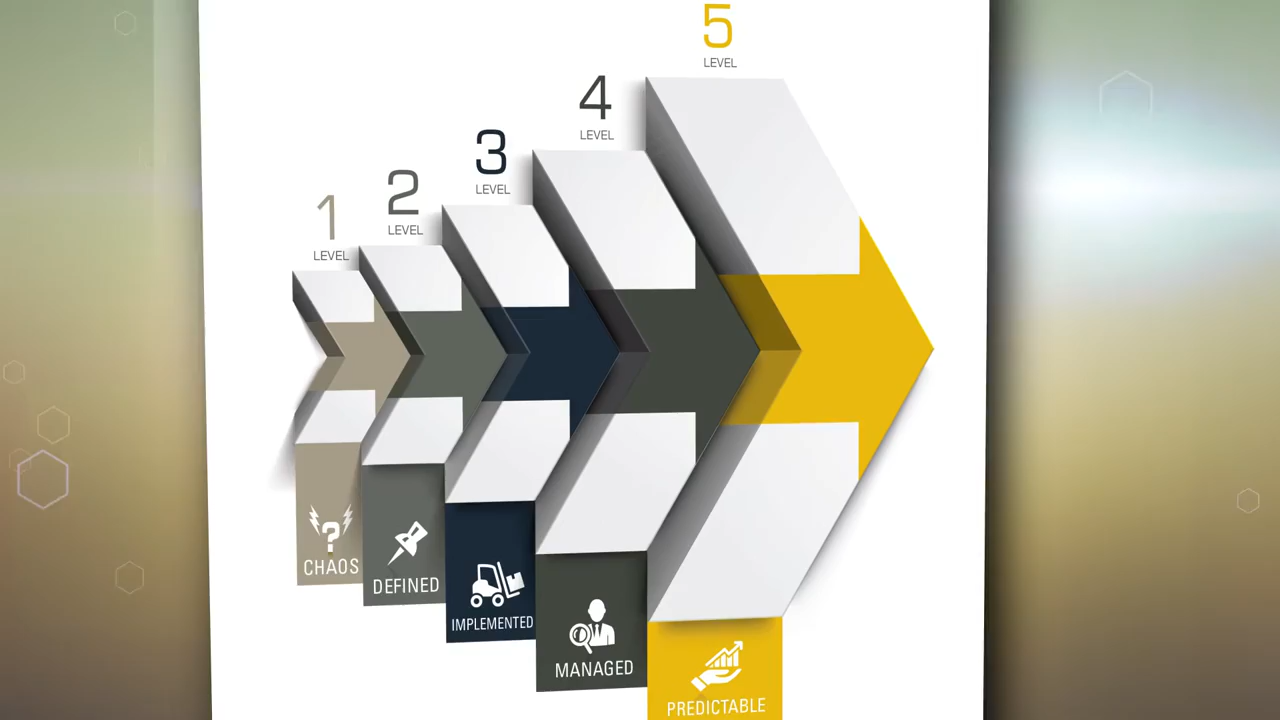 1
LEVEL
2
LEVEL
3
LEVEL
4
LEVEL
5
LEVEL
?
CHAOS
DEFINED
IMPLEMENTED
MANAGED
PREDICTABLE